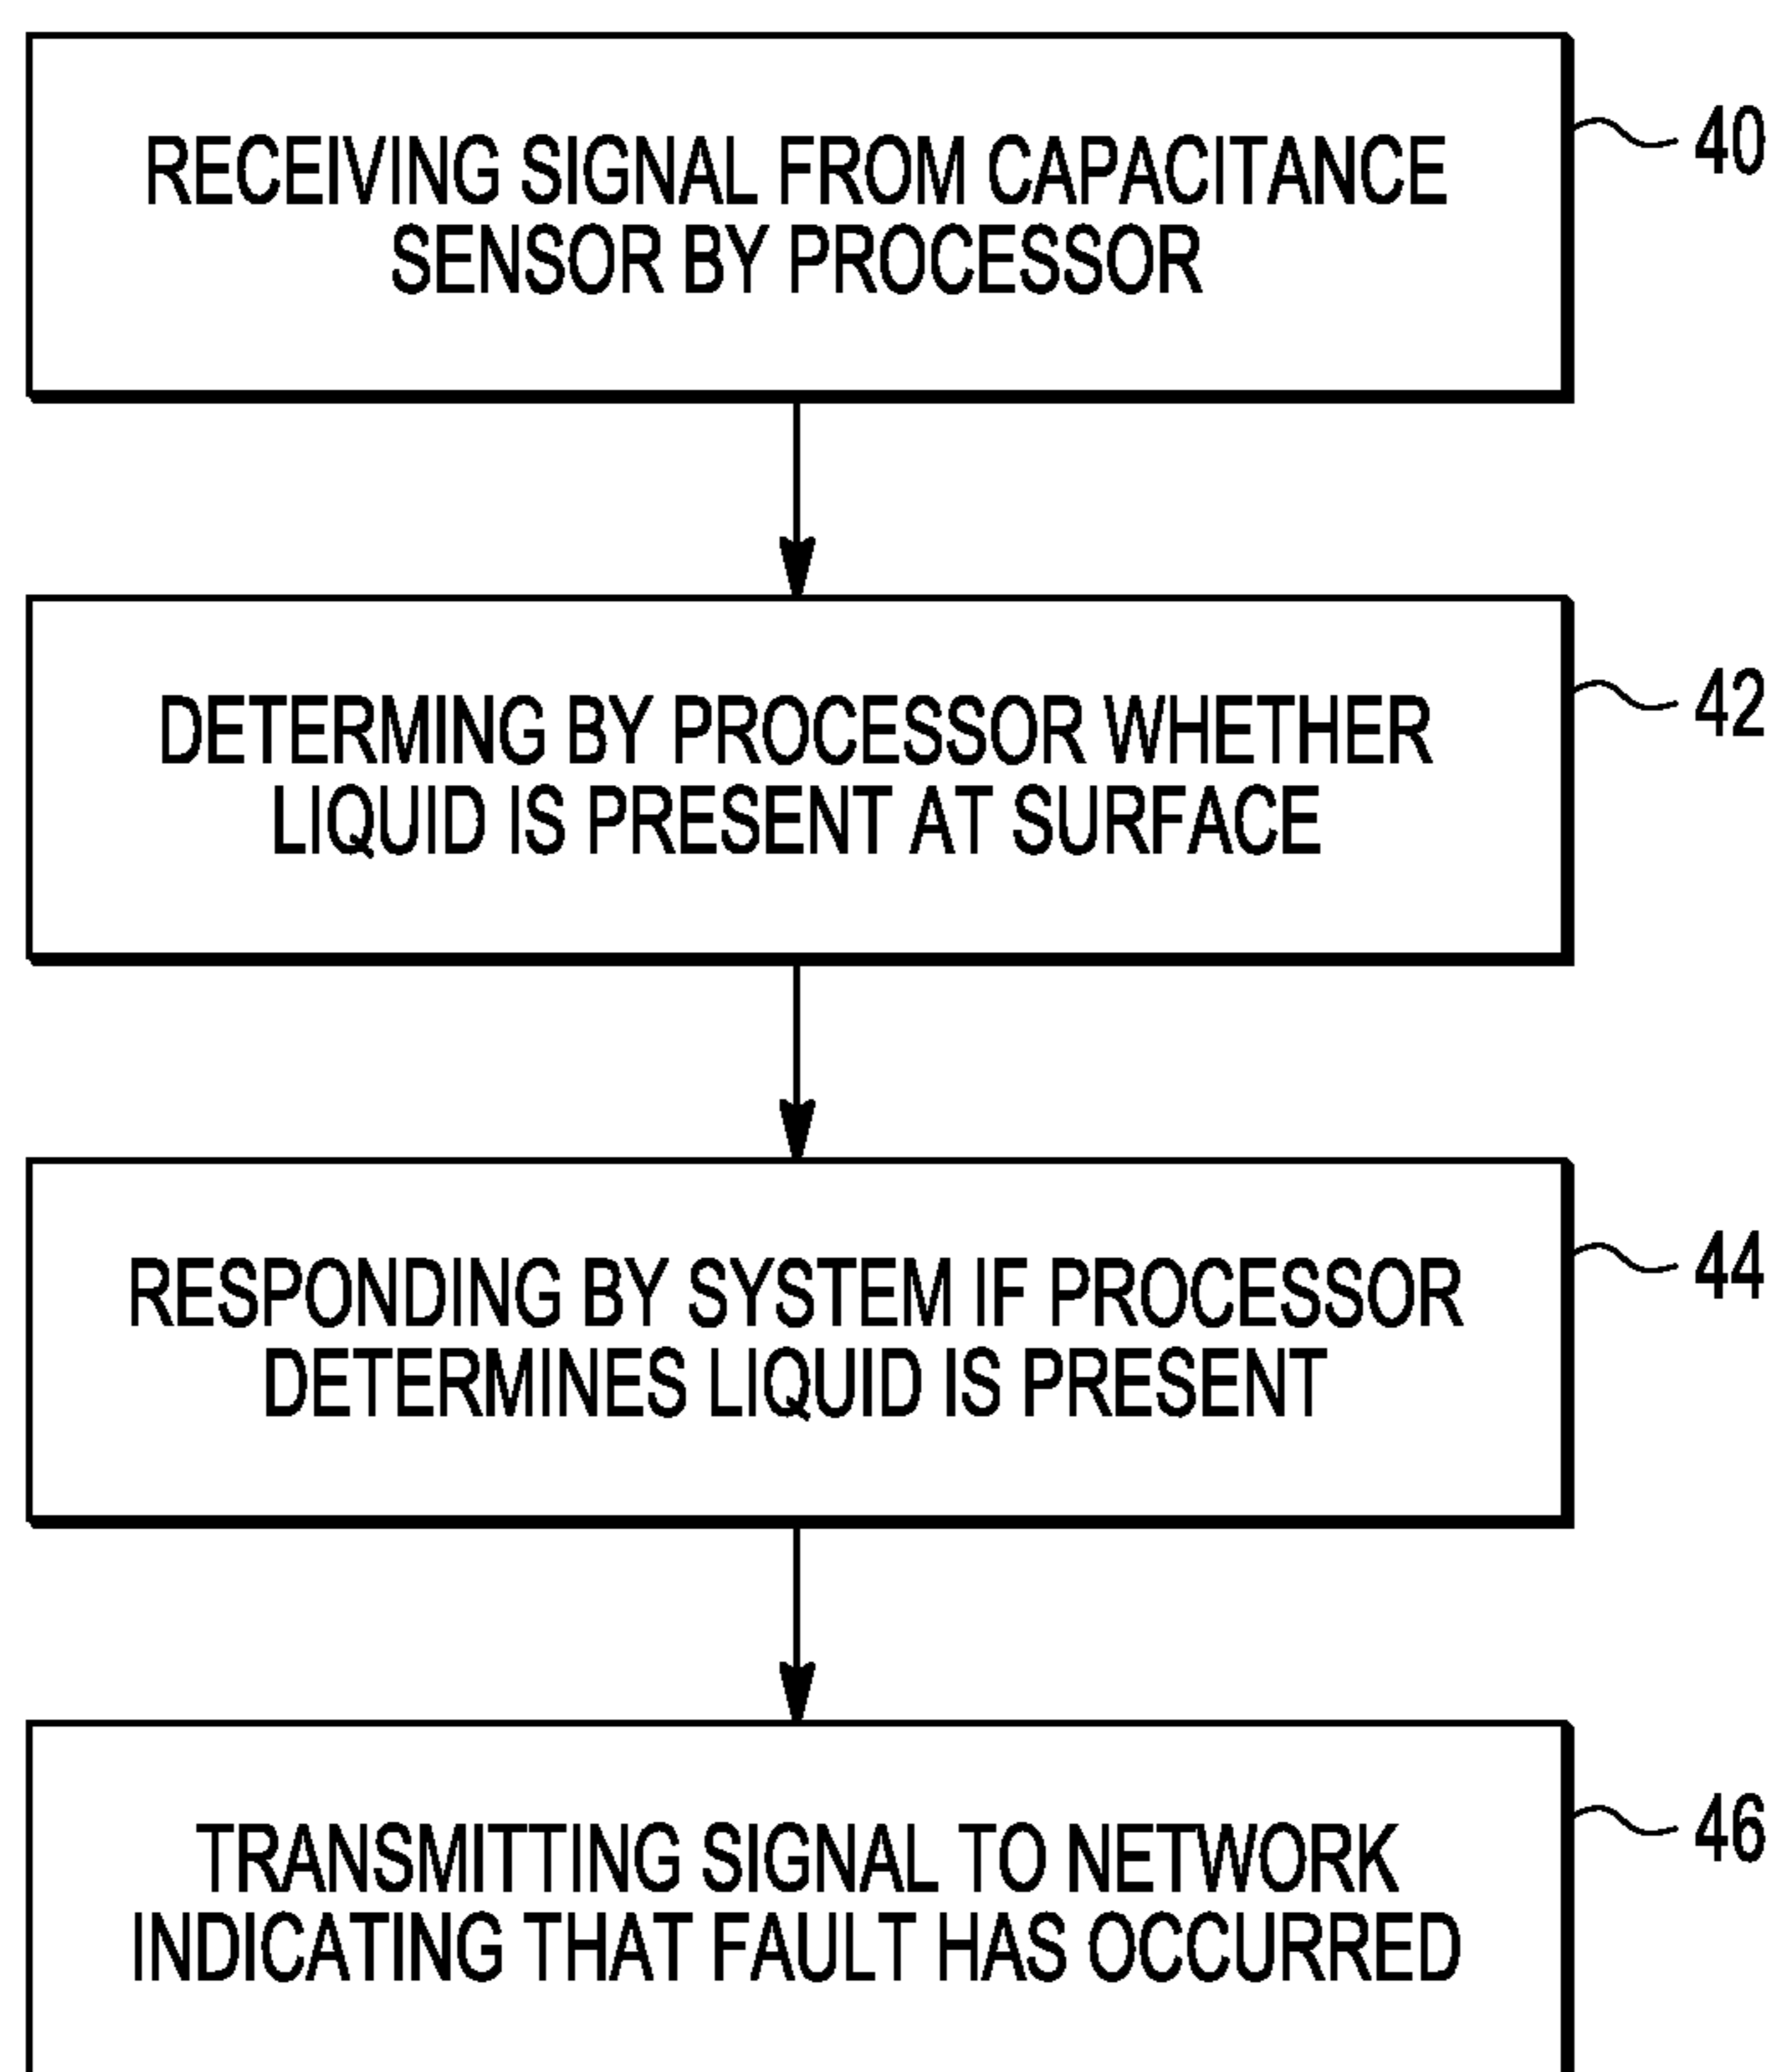 RECEIVING SIGNAL FROM CAPACITANCE
SENSOR BY PROCESSOR
40
DETERMING BY PROCESSOR WHETHER
LIQUID IS PRESENT AT SURFACE
42
RESPONDING BY SYSTEM IF PROCESSOR
DETERMINES LIQUID IS PRESENT
44
TRANSMITTING SIGNAL TO NETWORK
INDICATING THAT FAULT HAS OCCURRED
46